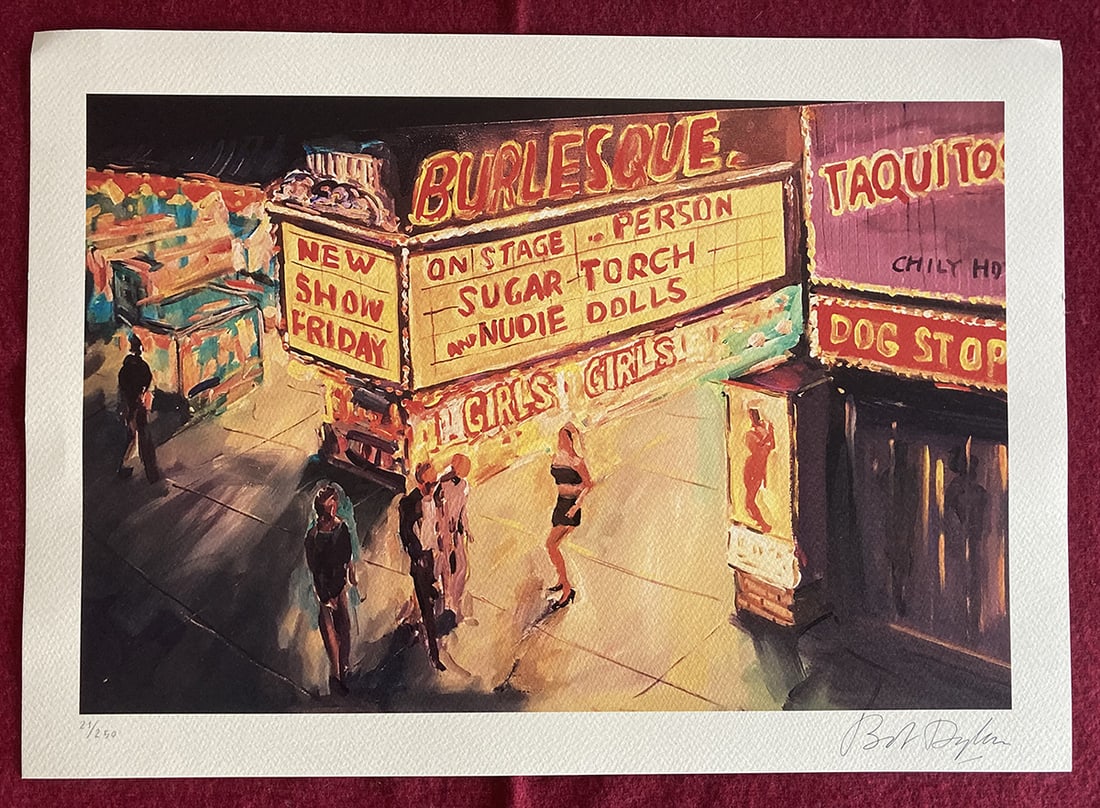 BURLESQUE.
NEW
SHOW
FRIDAY
ON STAGE PERSON
SUGAR TORCH
AND NUDIE DOLLS
GIRLS GIRLS
TAQUITOS
CHILY HO
DOG STOP
21/250
Bob Dylan